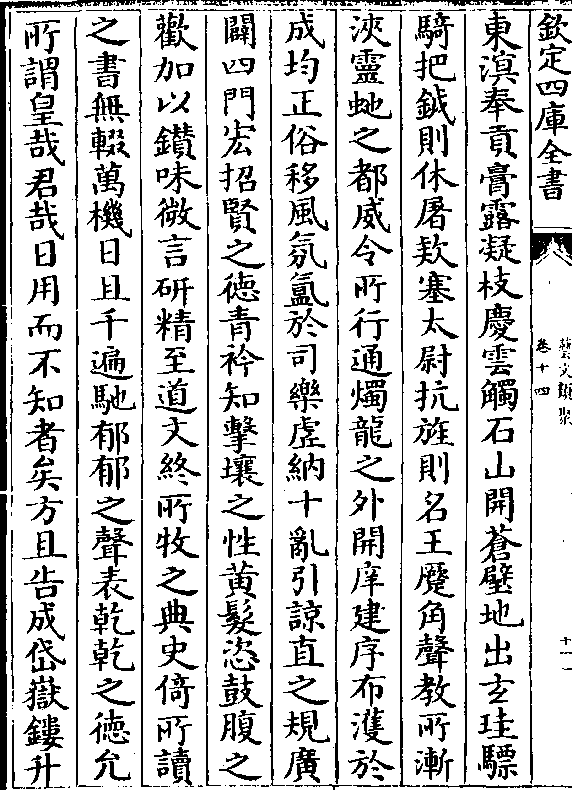 欽定四庫全書
藝文類聚
卷十四
十一
東溟奉貢膏露凝枝慶雲觸石山開蒼璧地出玄珪驃
騎把鉞則休屠欵塞太尉抗旌則名王蹷角聲教所漸
浹靈虵之都威令所行通燭龍之外開庠建序布濩於
成均正俗移風氛氲於司樂虛納十亂引諒直之規廣
闢四門宏招賢之徳青衿知擊壤之性黄髮恣鼓腹之
歡加以鑚味微言研精至道文終所牧之典史倚所讀
之書無輟萬機日且千遍馳郁郁之聲表乾乾之徳允
所謂皇哉君哉日用而不知者矣方且告成岱嶽鏤升